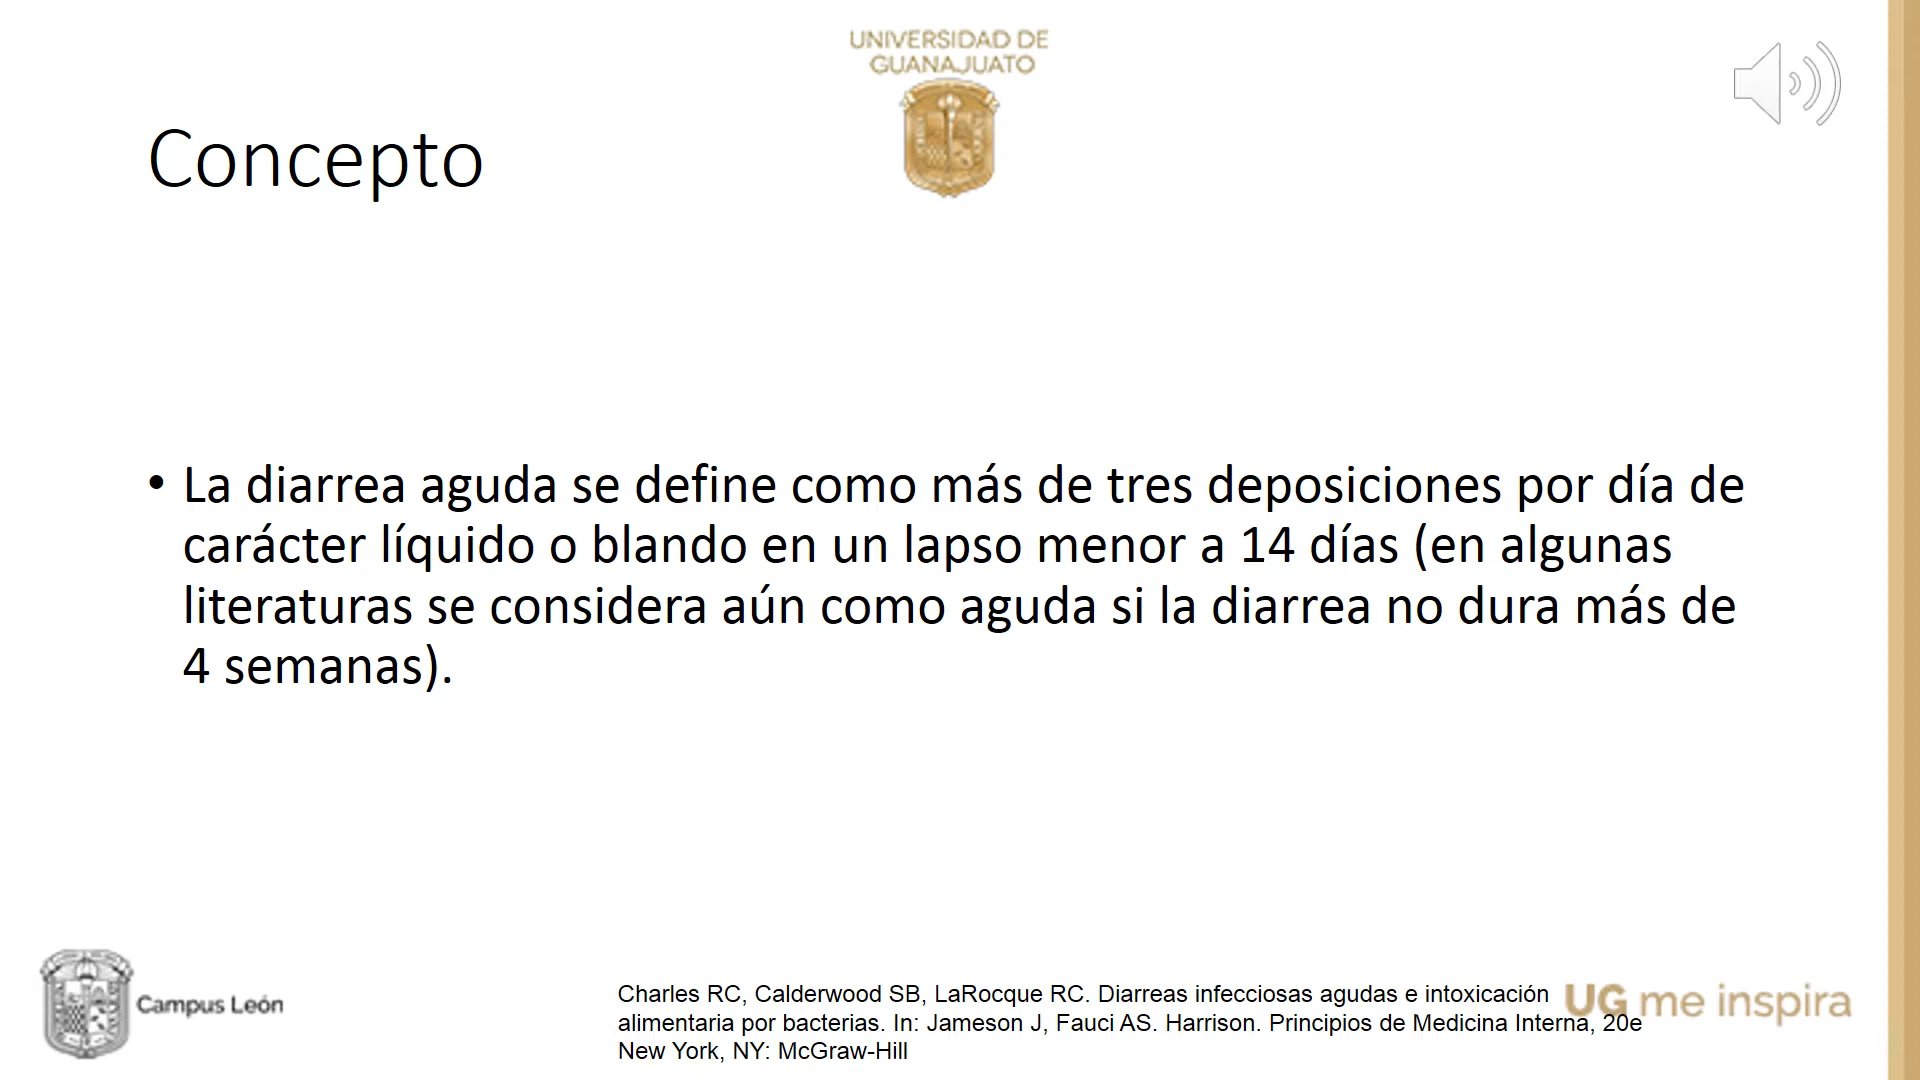 UNIVERSIDAD DE
GUANAJUATO
Concepto
• La diarrea aguda se define como más de tres deposiciones por día de
carácter líquido o blando en un lapso menor a 14 días (en algunas
literaturas se considera aún como aguda si la diarrea no dura más de
4 semanas).
Campus León
Charles RC, Calderwood SB, LaRocque RC. Diarreas infecciosas agudas e intoxicación
alimentaria por bacterias. In: Jameson J, Fauci AS. Harrison. Principios de Medicina Interna, 20e
New York, NY: McGraw-Hill
UG me inspira